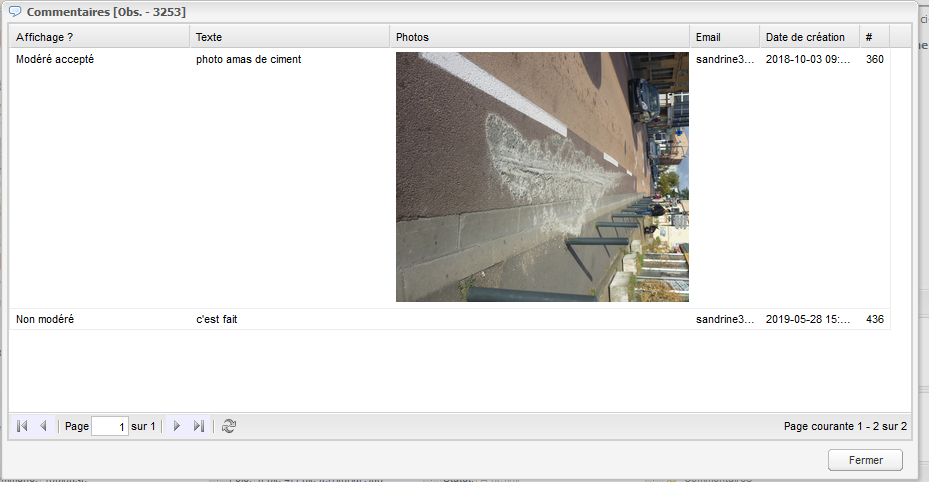 Commentaires [Obs. - 3253]
Affichage ? Texte Photos Email Date de création #
Modéré accepté photo amas de ciment sandrine3... 2018-10-03 09:... 360
Non modéré c'est fait sandrine3... 2019-05-28 15:... 436
Page 1 sur 1 Page courante 1 - 2 sur 2
Fermer
Commentaires